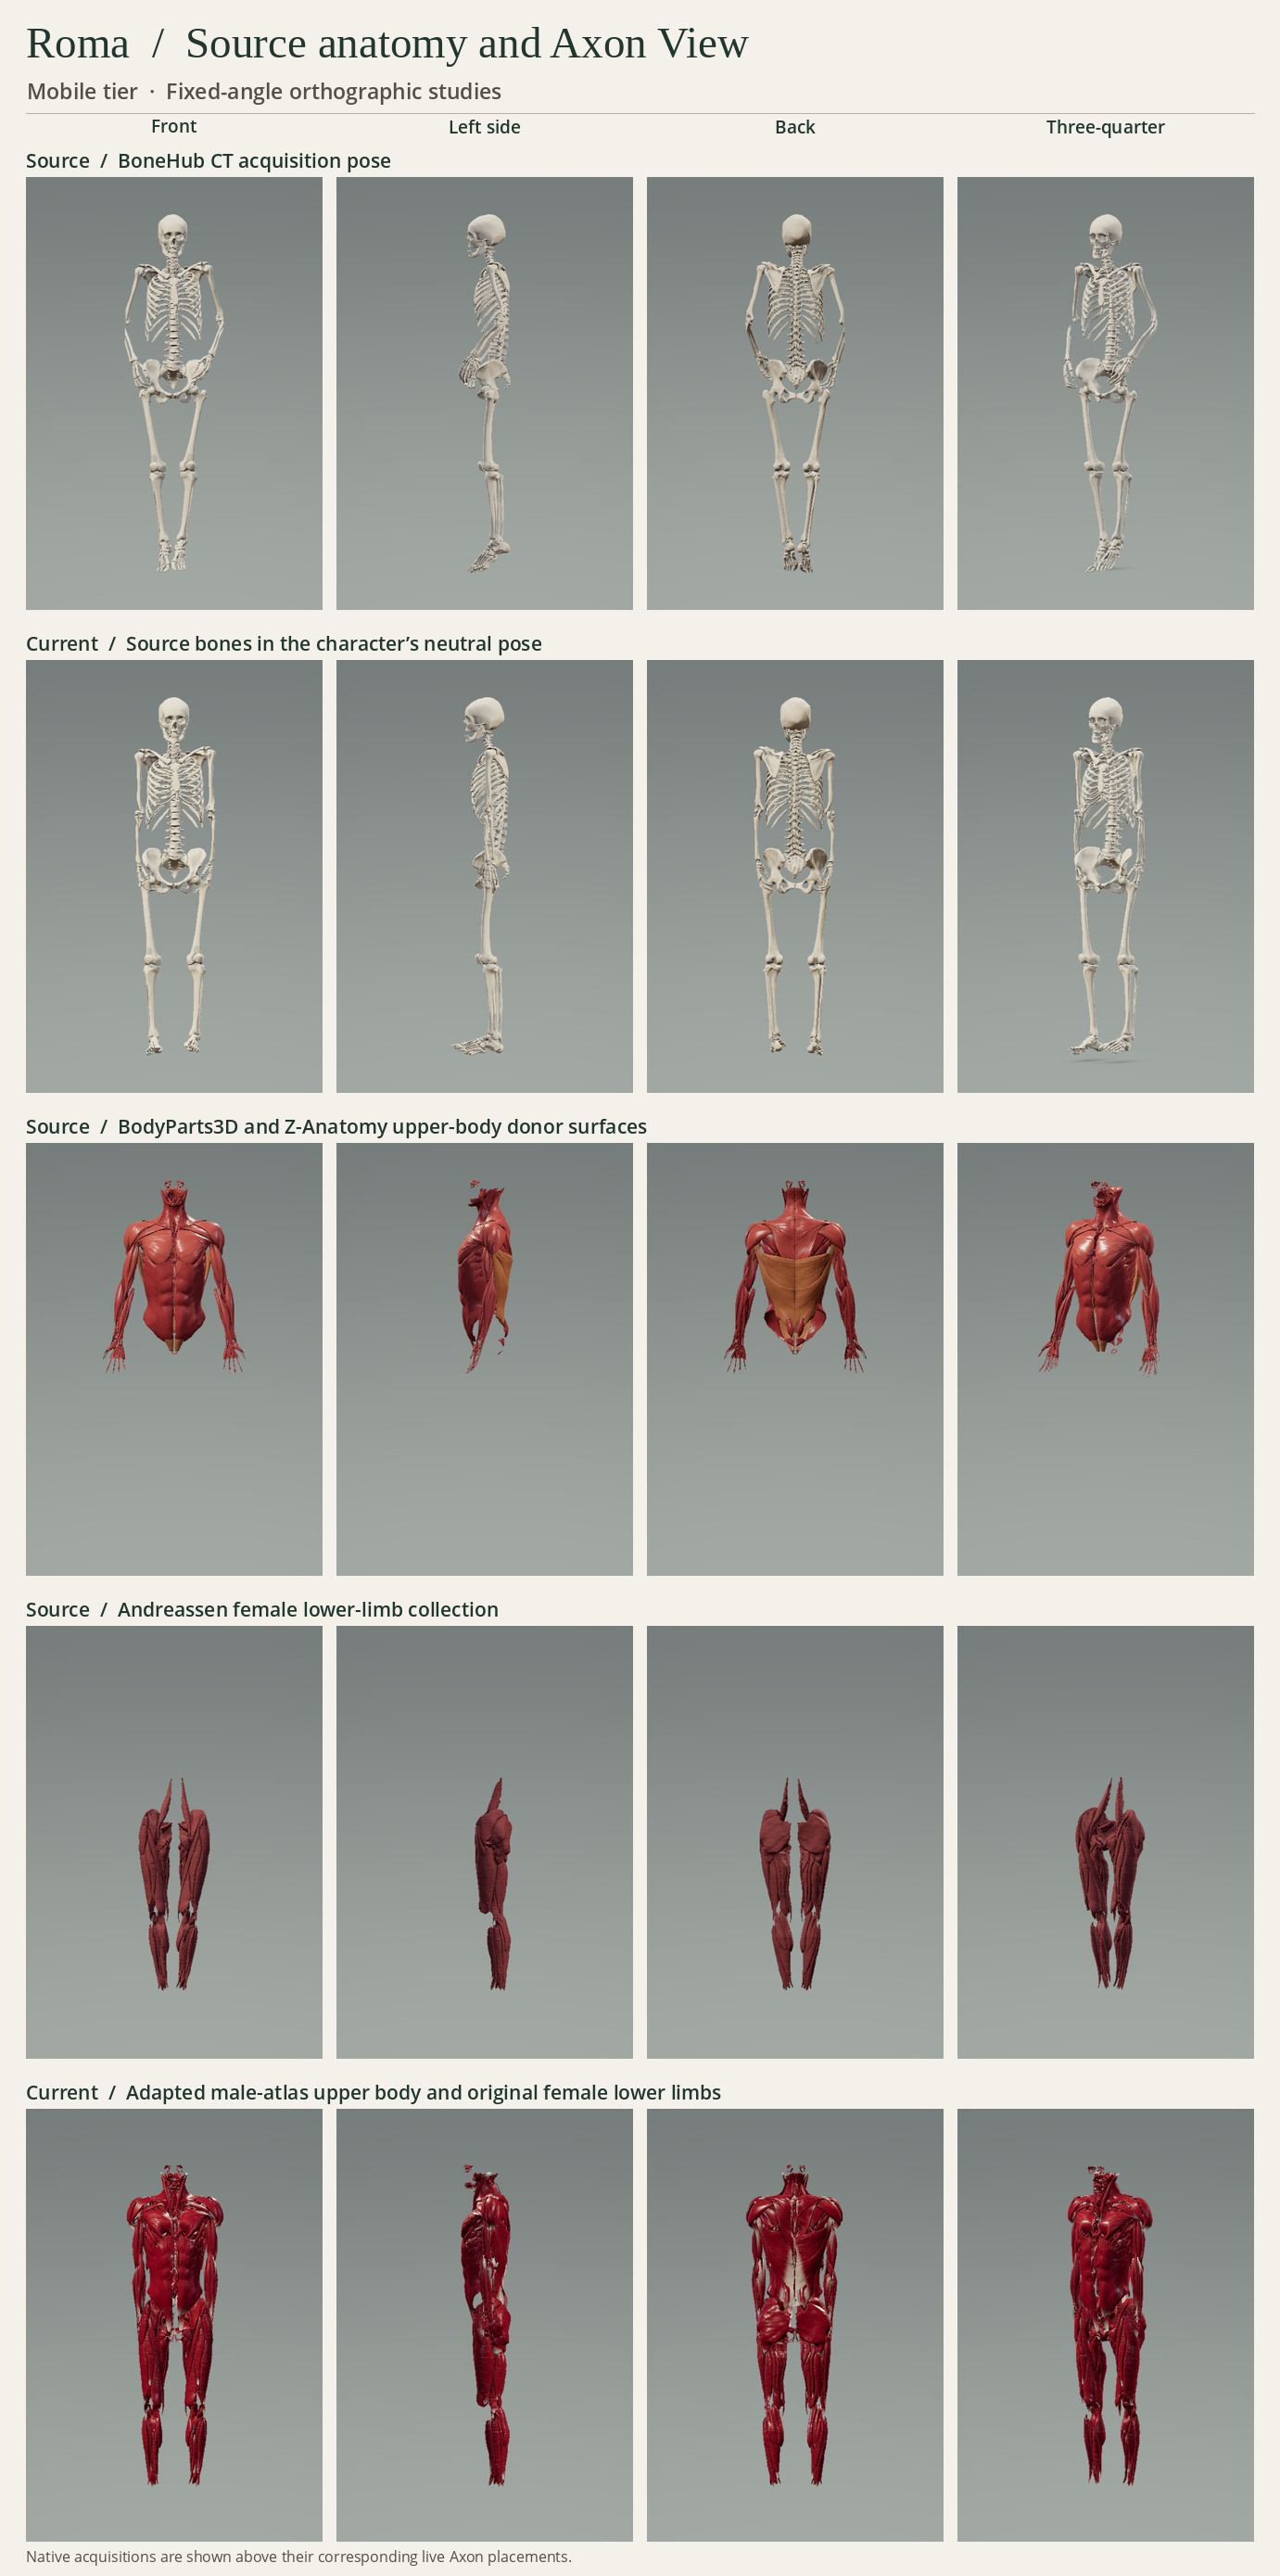 Roma / Source anatomy and Axon View
Mobile tier · Fixed-angle orthographic studies
Front Left side Back Three-quarter
Source / BoneHub CT acquisition pose
Current / Source bones in the character’s neutral pose
Source / BodyParts3D and Z-Anatomy upper-body donor surfaces
Source / Andreassen female lower-limb collection
Current / Adapted male-atlas upper body and original female lower limbs
Native acquisitions are shown above their corresponding live Axon placements.